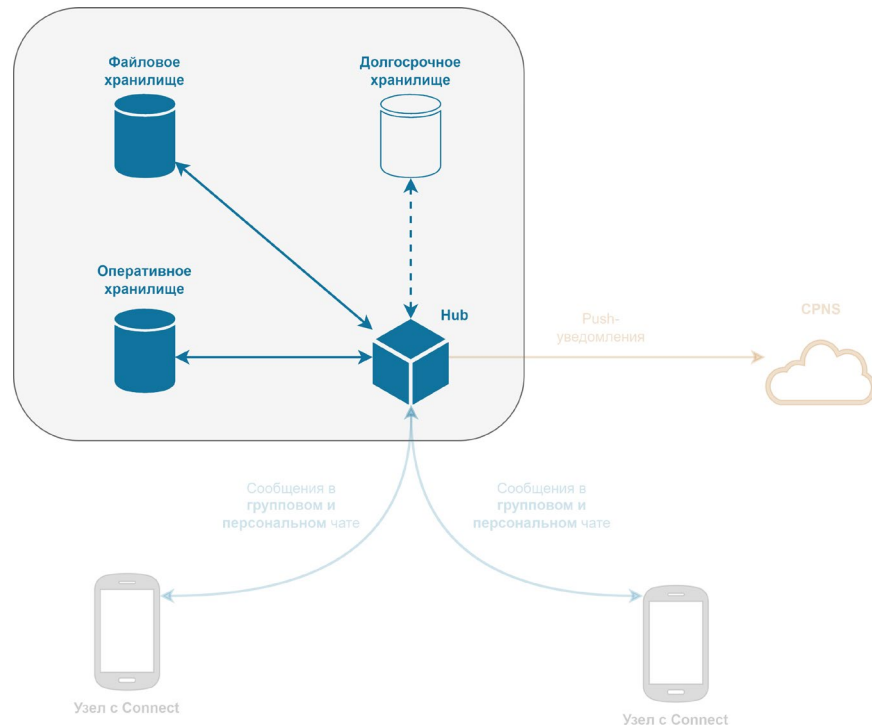 Файловое
хранилище
Долгосрочное
хранилище
Оперативное
хранилище
Hub
Push-
уведомления
CPNS
Сообщения в
групповом и
персональном чате
Сообщения в
групповом и
персональном чате
Узел с Connect
Узел с Connect